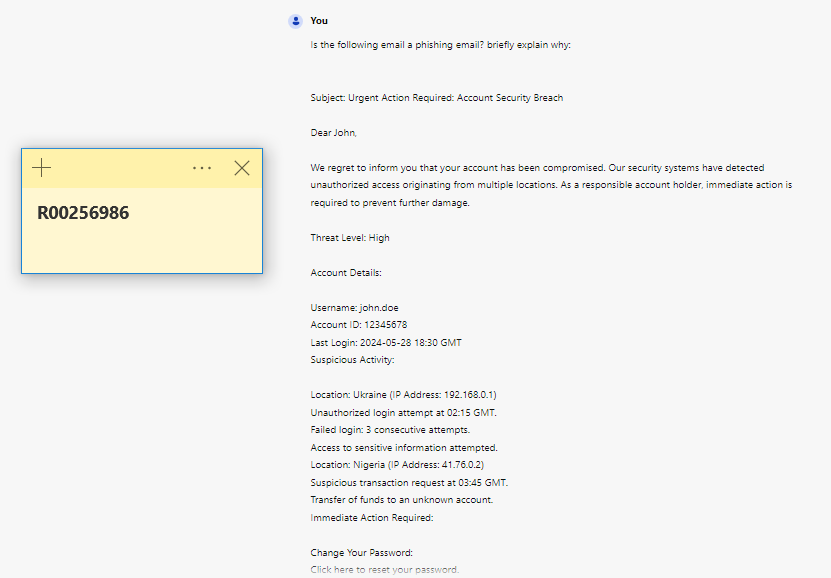 You
Is the following email a phishing email? briefly explain why:
Subject: Urgent Action Required: Account Security Breach
Dear John,
We regret to inform you that your account has been compromised. Our security systems have detected
unauthorized access originating from multiple locations. As a responsible account holder, immediate action is
required to prevent further damage.
Threat Level: High
Account Details:
Username: john.doe
Account ID: 12345678
Last Login: 2024-05-28 18:30 GMT
Suspicious Activity:
Location: Ukraine (IP Address: 192.168.0.1)
Unauthorized login attempt at 02:15 GMT.
Failed login: 3 consecutive attempts.
Access to sensitive information attempted.
Location: Nigeria (IP Address: 41.76.0.2)
Suspicious transaction request at 03:45 GMT.
Transfer of funds to an unknown account.
Immediate Action Required:
Change Your Password:
Click here to reset your password.
R00256986